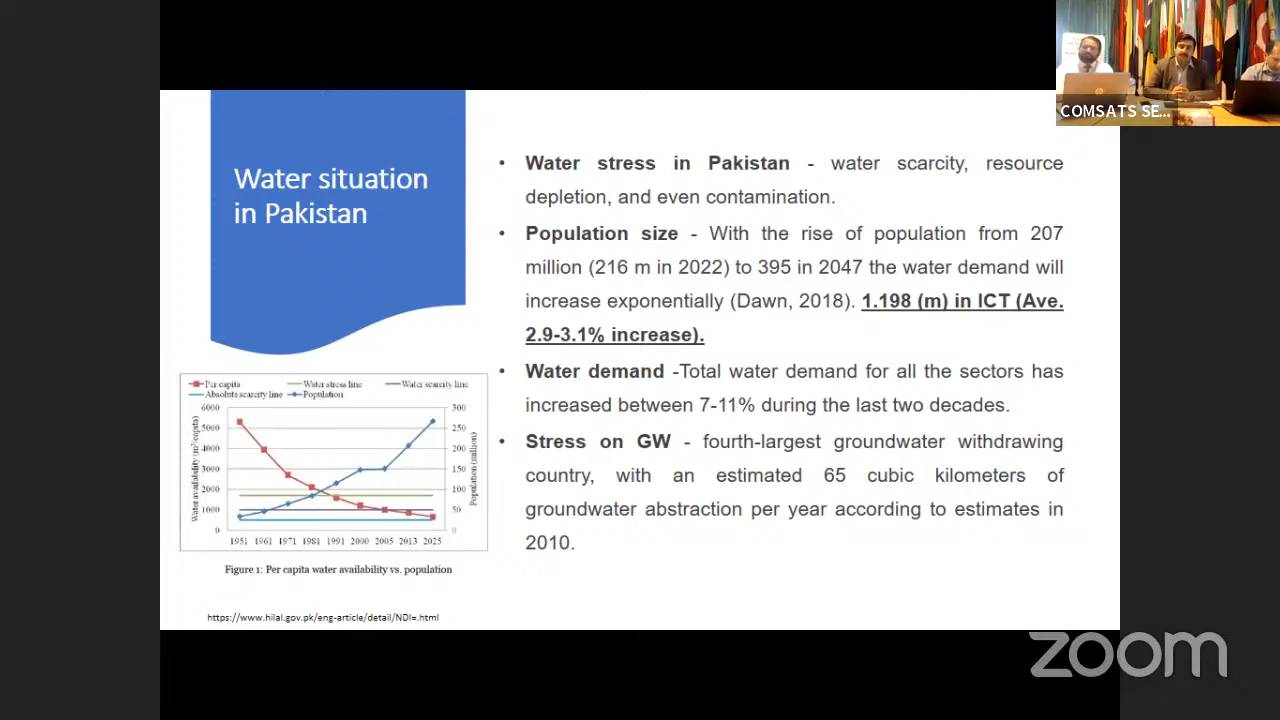 COMSATS SE...
Water situation
in Pakistan
• Water stress in Pakistan - water scarcity, resource
depletion, and even contamination.
• Population size - With the rise of population from 207
million (216 m in 2022) to 395 in 2047 the water demand will
increase exponentially (Dawn, 2018). 1.198 (m) in ICT (Ave.
2.9-3.1% increase).
• Water demand -Total water demand for all the sectors has
increased between 7-11% during the last two decades.
• Stress on GW - fourth-largest groundwater withdrawing
country, with an estimated 65 cubic kilometers of
groundwater abstraction per year according to estimates in
2010.
Per capita Water stress line Water scarcity line
Absolute scarcity line Population
Water availability (m³/capita)
6000
5000
4000
3000
2000
1000
0
300
250
200
150
100
50
0
Population (million)
1951 1961 1971 1981 1991 2000 2005 2013 2025
Figure 1: Per capita water availability vs. population
https://www.hilal.gov.pk/eng-article/detail/NDI=.html
zoom